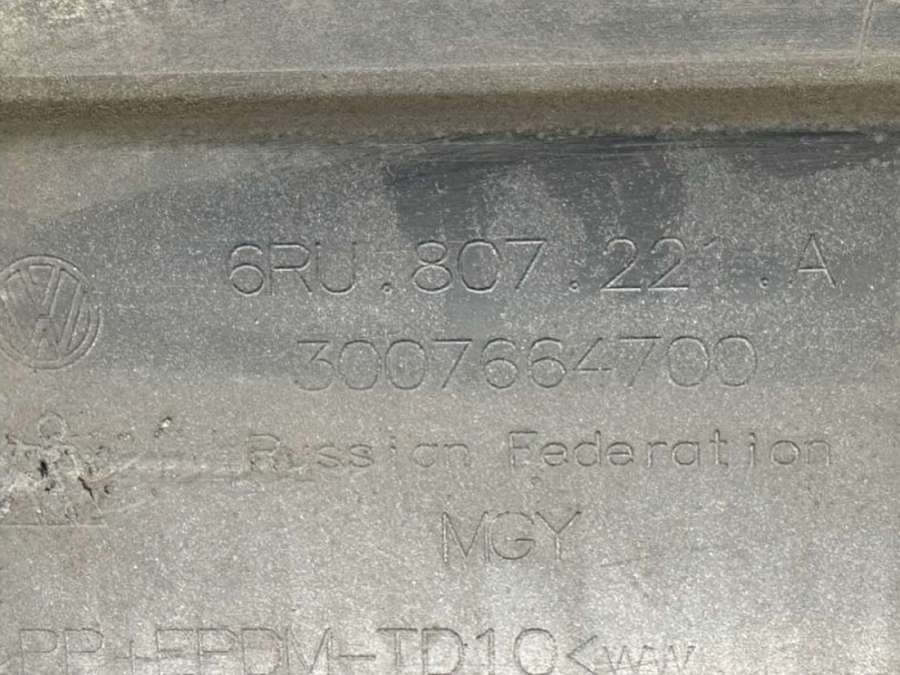 6RU.807.221.A
3007664700
Russian Federation
MGY
>PP+EPDM-TD10<